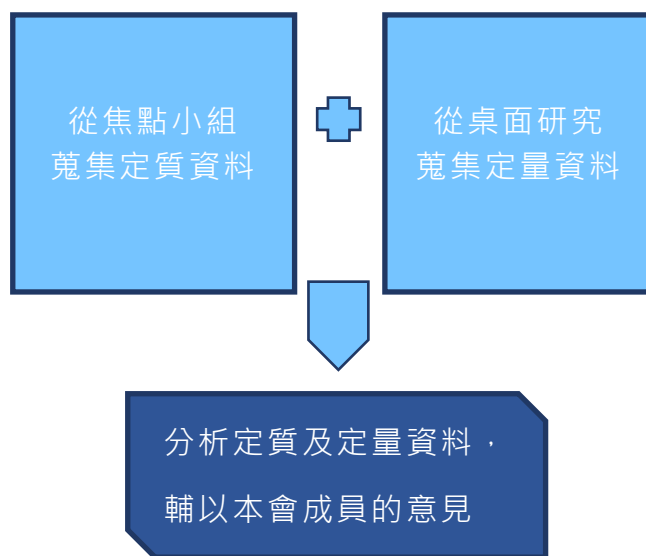 從焦點小組
蒐集定質資料
從桌面研究
蒐集定量資料
分析定質及定量資料，
輔以本會成員的意見